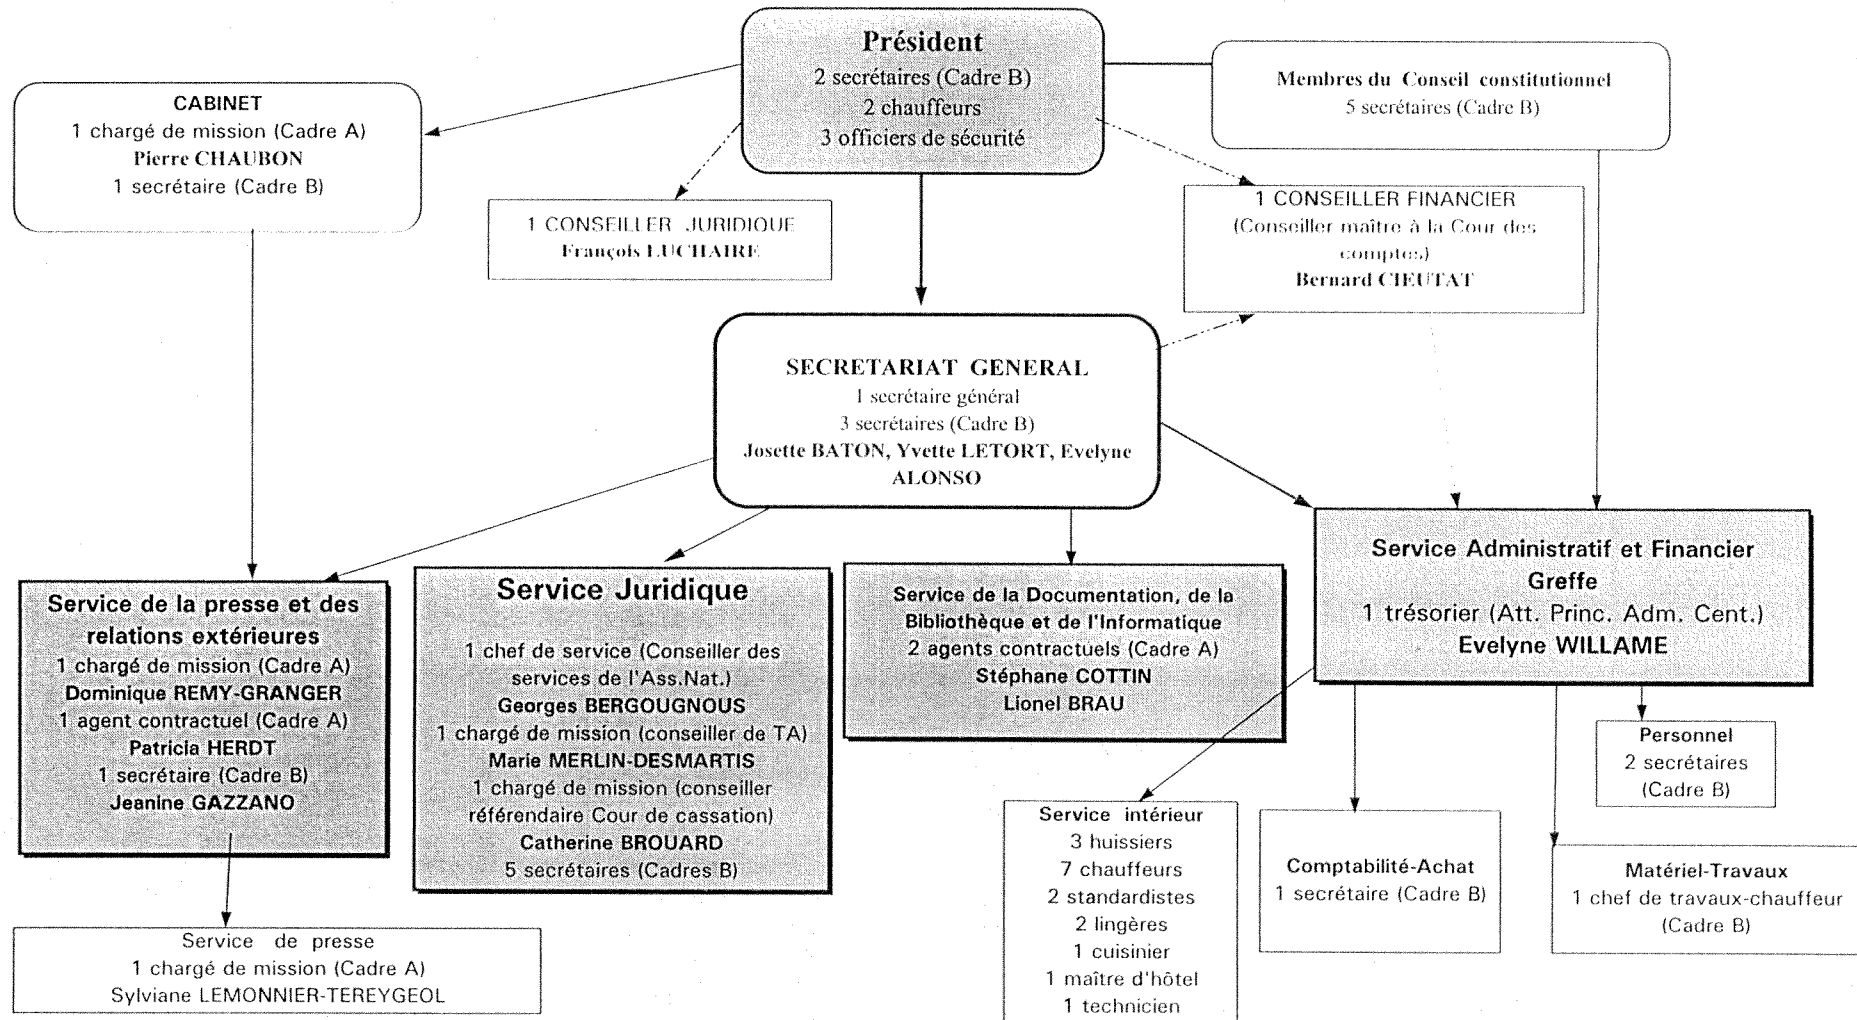 Président
2 secrétaires (Cadre B)
2 chauffeurs
3 officiers de sécurité
Membres du Conseil constitutionnel
5 secrétaires (Cadre B)
CABINET
1 chargé de mission (Cadre A)
Pierre CHAUBON
1 secrétaire (Cadre B)
1 CONSEILLER JURIDIQUE
François LUCHAIRE
1 CONSEILLER FINANCIER
(Conseiller maître à la Cour des
comptes)
Bernard CIEUTAT
SECRETARIAT GENERAL
1 secrétaire général
3 secrétaires (Cadre B)
Josette BATON, Yvette LETORT, Evelyne
ALONSO
Service de la presse et des
relations extérieures
1 chargé de mission (Cadre A)
Dominique REMY-GRANGER
1 agent contractuel (Cadre A)
Patricia HERDT
1 secrétaire (Cadre B)
Jeanine GAZZANO
Service Juridique
1 chef de service (Conseiller des
services de l'Ass.Nat.)
Georges BERGOUGNOUS
1 chargé de mission (conseiller de TA)
Marie MERLIN-DESMARTIS
1 chargé de mission (conseiller
référendaire Cour de cassation)
Catherine BROUARD
5 secrétaires (Cadres B)
Service de la Documentation, de la
Bibliothèque et de l'Informatique
2 agents contractuels (Cadre A)
Stéphane COTTIN
Lionel BRAU
Service Administratif et Financier
Greffe
1 trésorier (Att. Princ. Adm. Cent.)
Evelyne WILLAME
Personnel
2 secrétaires
(Cadre B)
Service intérieur
3 huissiers
7 chauffeurs
2 standardistes
2 lingères
1 cuisinier
1 maître d'hôtel
1 technicien
Comptabilité-Achat
1 secrétaire (Cadre B)
Matériel-Travaux
1 chef de travaux-chauffeur
(Cadre B)
Service de presse
1 chargé de mission (Cadre A)
Sylviane LEMONNIER-TEREYGEOL